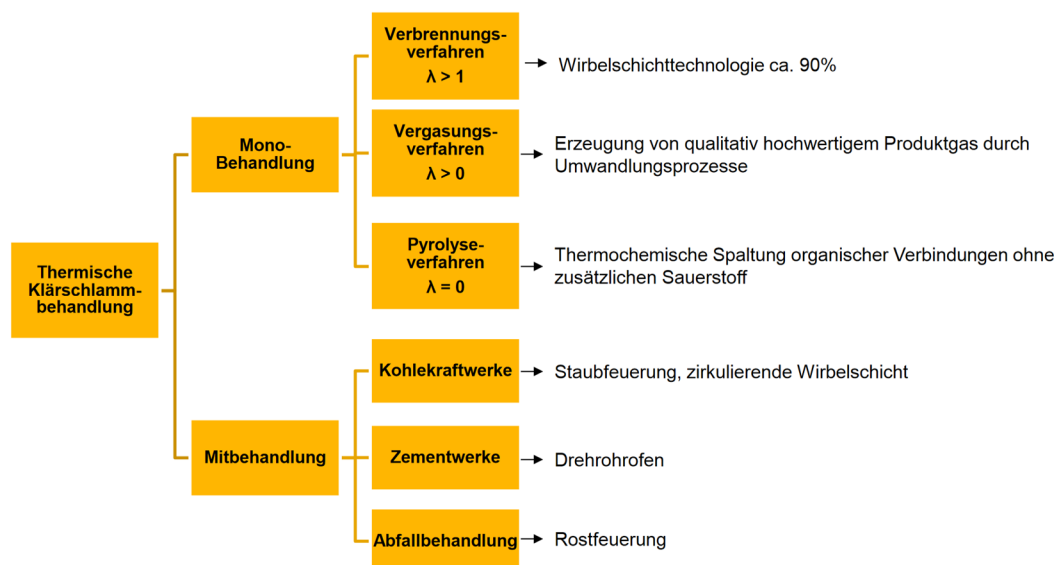 Thermische
Klärschlamm-
behandlung
Mono-
Behandlung
Verbrennungs-
verfahren
λ > 1
Wirbelschichttechnologie ca. 90%
Vergasungs-
verfahren
λ > 0
Erzeugung von qualitativ hochwertigem Produktgas durch
Umwandlungsprozesse
Pyrolyse-
verfahren
λ = 0
Thermochemische Spaltung organischer Verbindungen ohne
zusätzlichen Sauerstoff
Mitbehandlung
Kohlekraftwerke
Staubfeuerung, zirkulierende Wirbelschicht
Zementwerke
Drehrohrofen
Abfallbehandlung
Rostfeuerung